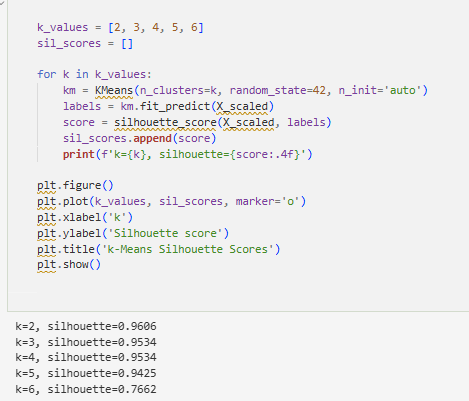 k_values = [2, 3, 4, 5, 6]
sil_scores = []
for k in k_values:
km = KMeans(n_clusters=k, random_state=42, n_init='auto')
labels = km.fit_predict(X_scaled)
score = silhouette_score(X_scaled, labels)
sil_scores.append(score)
print(f'k={k}, silhouette={score:.4f}')
plt.figure()
plt.plot(k_values, sil_scores, marker='o')
plt.xlabel('k')
plt.ylabel('Silhouette score')
plt.title('k-Means Silhouette Scores')
plt.show()
k=2, silhouette=0.9606
k=3, silhouette=0.9534
k=4, silhouette=0.9534
k=5, silhouette=0.9425
k=6, silhouette=0.7662